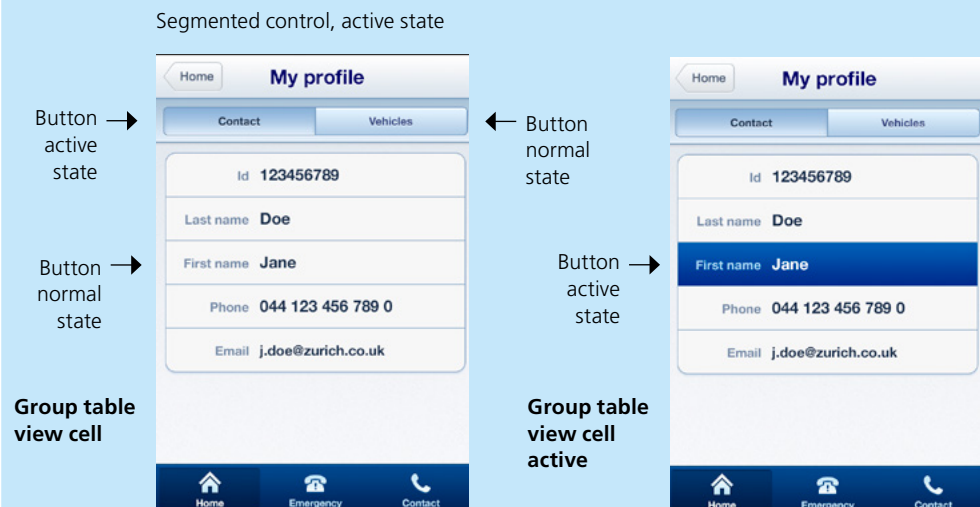 Segmented control, active state
Home
My profile
Contact
Vehicles
Button
active
state
Button
normal
state
Id 123456789
Last name Doe
First name Jane
Phone 044 123 456 789 0
Email j.doe@zurich.co.uk
Button
normal
state
Group table
view cell
Home
Emergency
Contact
Home
My profile
Contact
Vehicles
Id 123456789
Last name Doe
First name Jane
Phone 044 123 456 789 0
Email j.doe@zurich.co.uk
Button
active
state
Group table
view cell
active
Home
Emergency
Contact